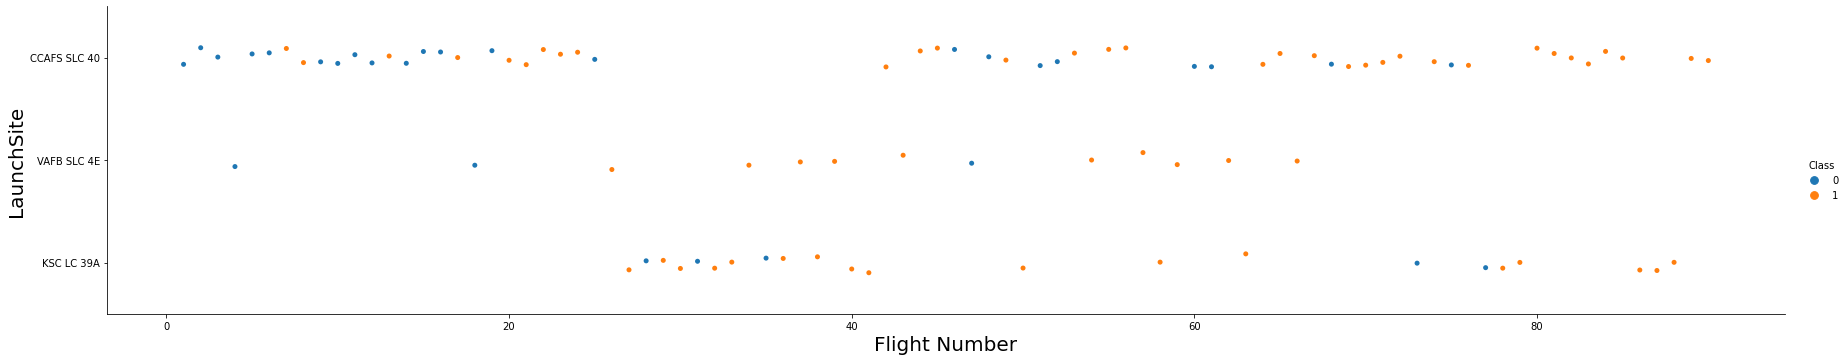 CCAFS SLC 40
VAFB SLC 4E
KSC LC 39A
LaunchSite
0 20 40 60 80
Flight Number
Class
0
1